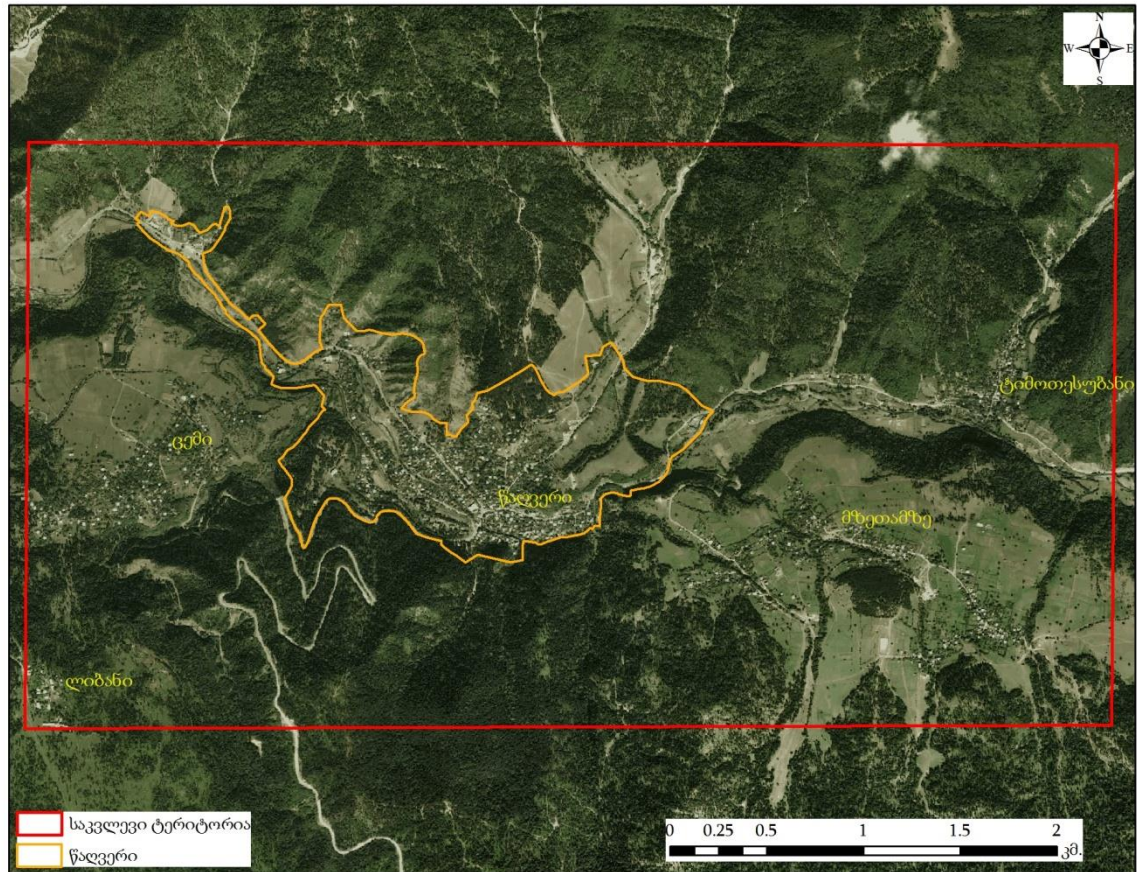 N
W E
S
ტიმოთესუბანი
ცემი
წაღვერი
მზეთამზე
ლიბანი
საკვლევი ტერიტორია
წაღვერი
0 0.25 0.5 1 1.5 2
კმ.